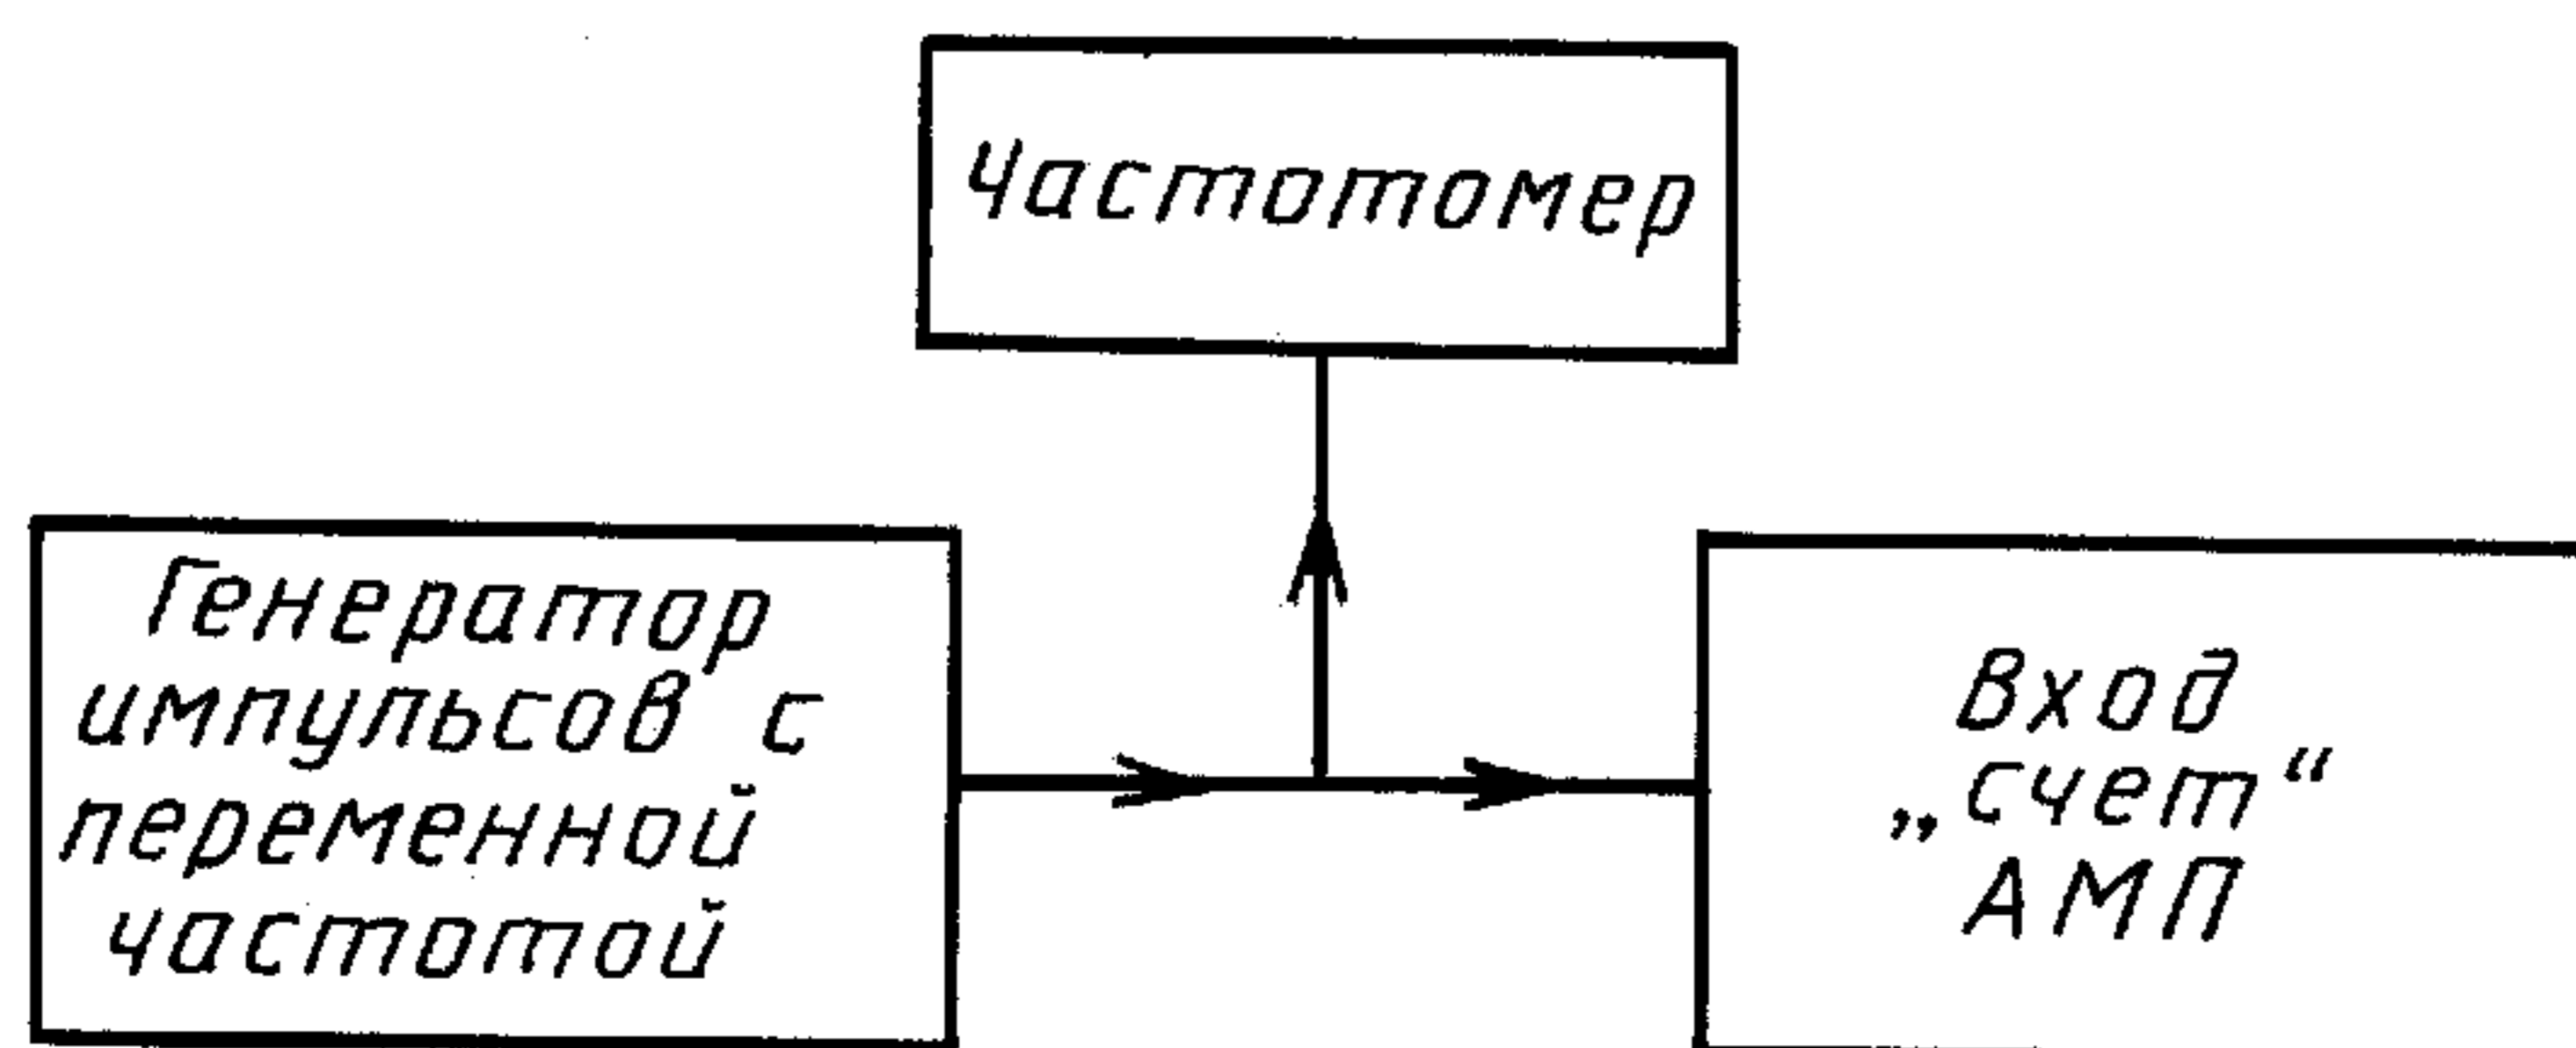 Частотомер
Генератор
импульсов с
переменной
частотой
Вход
„счет“
АМП